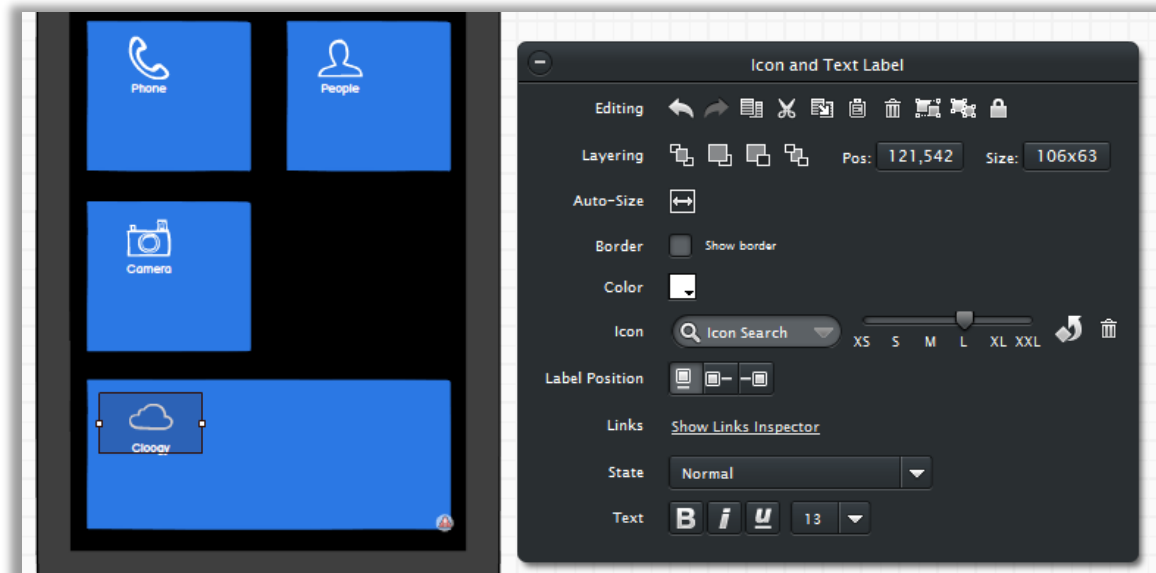 Phone
People
Camera
Cloogy
Icon and Text Label
Editing
Layering
Pos: 121,542
Size: 106x63
Auto-Size
Border
Show border
Color
Icon
Icon Search
XS S M L XL XXL
Label Position
Links
Show Links Inspector
State
Normal
Text
B i u 13